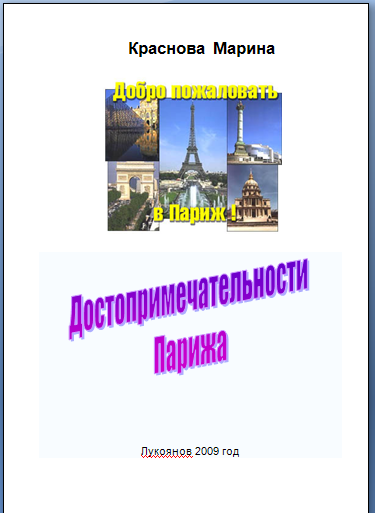 Краснова Марина
Добро пожаловать
в Париж !
Достопримечательности
Парижа
Лукоянов 2009 год